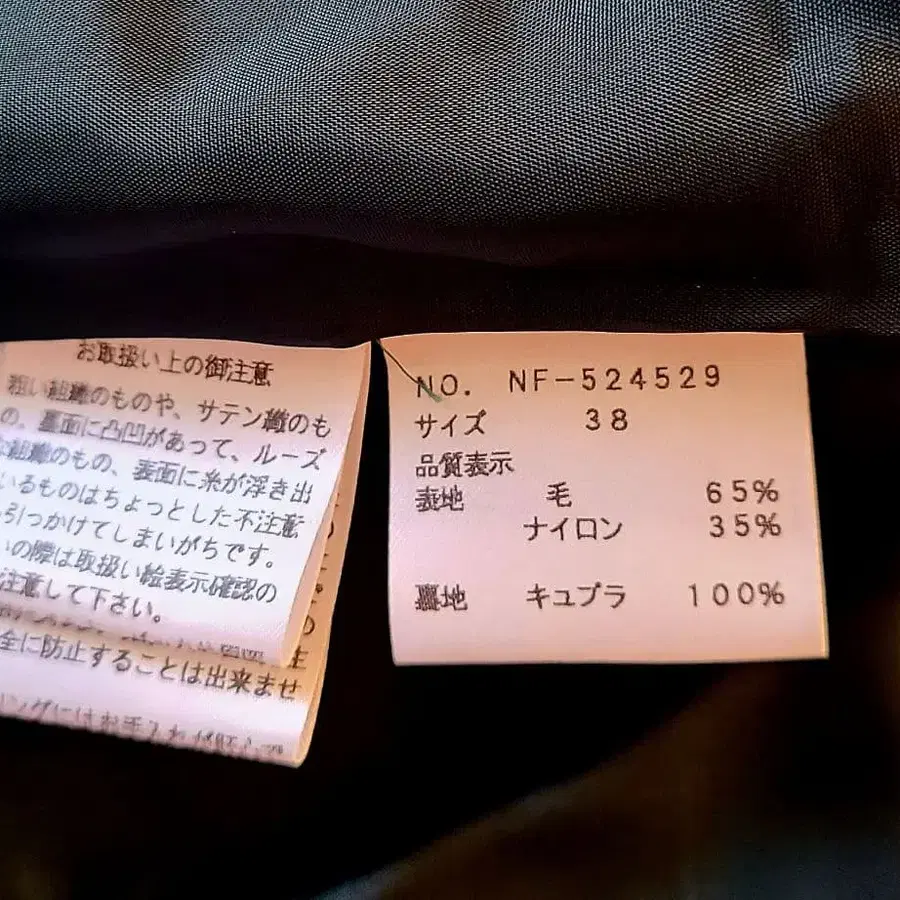 お取扱い上の御注意
粗い組織のものや、サテン織のも
の、裏面に凸凹があって、ルーズ
な組織のもの、表面に糸が浮き出
いるものはちょっとした不注意
引っかけてしまいがちです。
の際は取扱い絵表示確認の
注意して下さい。
全に防止することは出来ませ
NO. NF-524529
サイズ 38
品質表示
表地 毛 65%
ナイロン 35%
裏地 キュプラ 100%